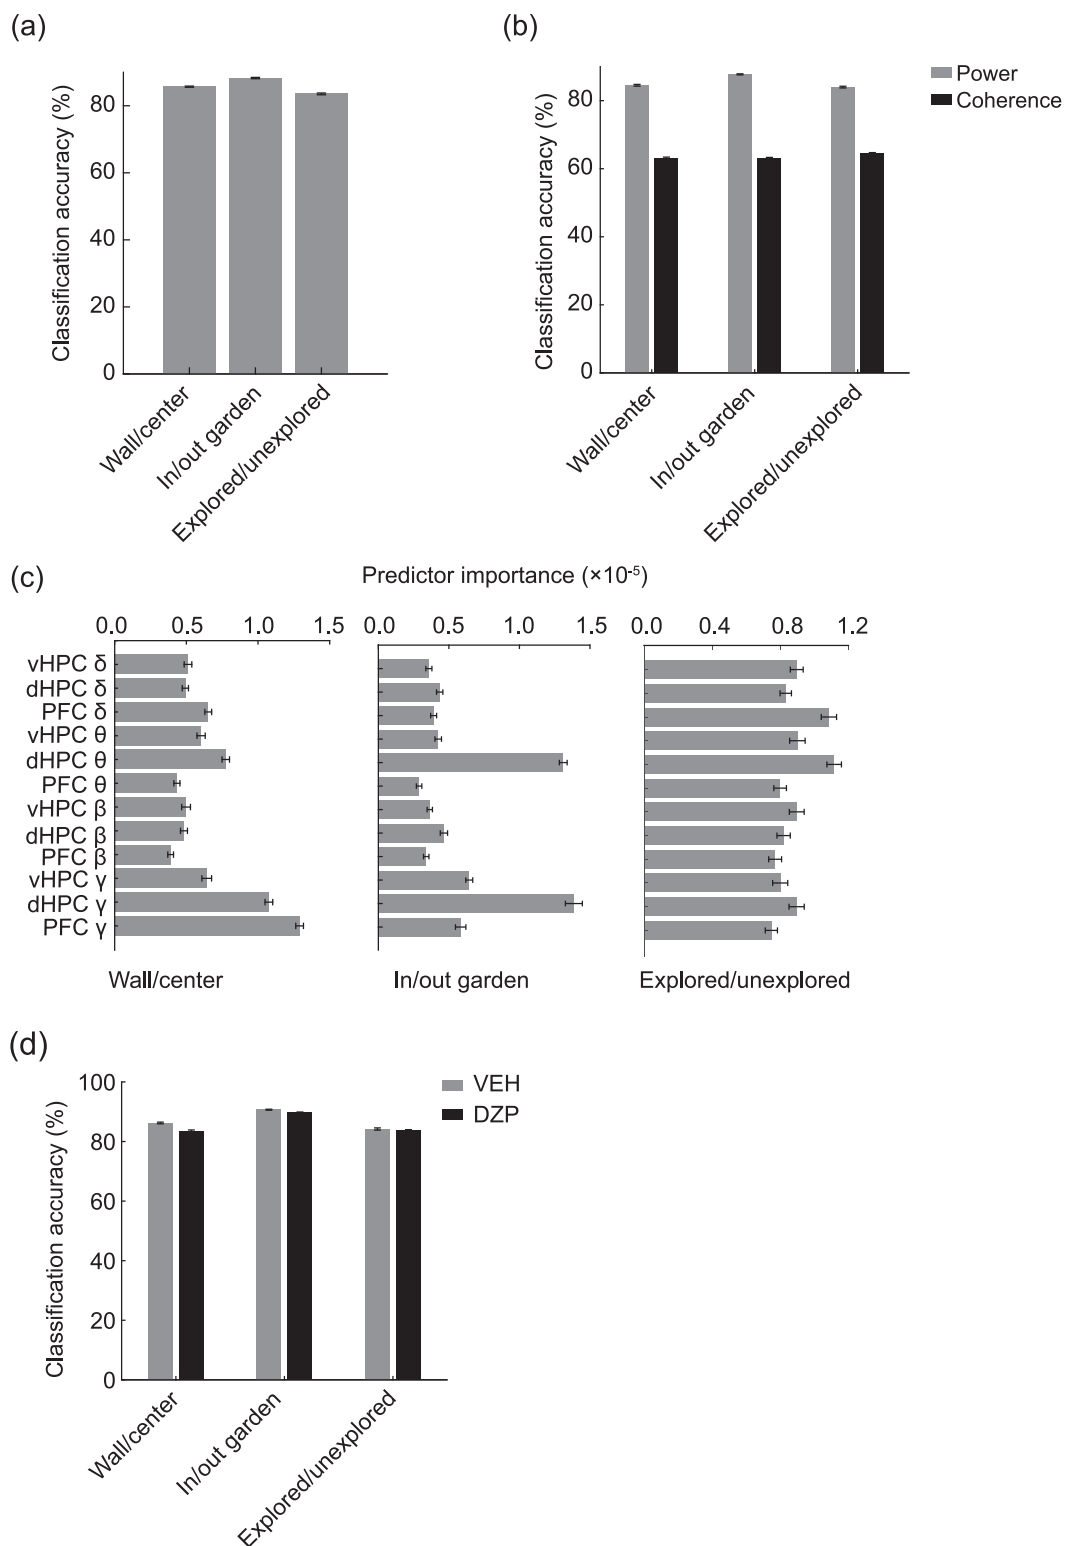 (a)
Classification accuracy (%)
80
60
40
20
0
Wall/center
In/out garden
Explored/unexplored
(b)
Classification accuracy (%)
80
60
40
20
0
Wall/center
In/out garden
Explored/unexplored
Power
Coherence
(c)
Predictor importance (×10-5)
0.0 0.5 1.0 1.5
0.0 0.5 1.0 1.5
0.0 0.4 0.8 1.2
vHPC δ
dHPC δ
PFC δ
vHPC θ
dHPC θ
PFC θ
vHPC β
dHPC β
PFC β
vHPC γ
dHPC γ
PFC γ
Wall/center
In/out garden
Explored/unexplored
(d)
Classification accuracy (%)
100
80
60
40
20
0
Wall/center
In/out garden
Explored/unexplored
VEH
DZP